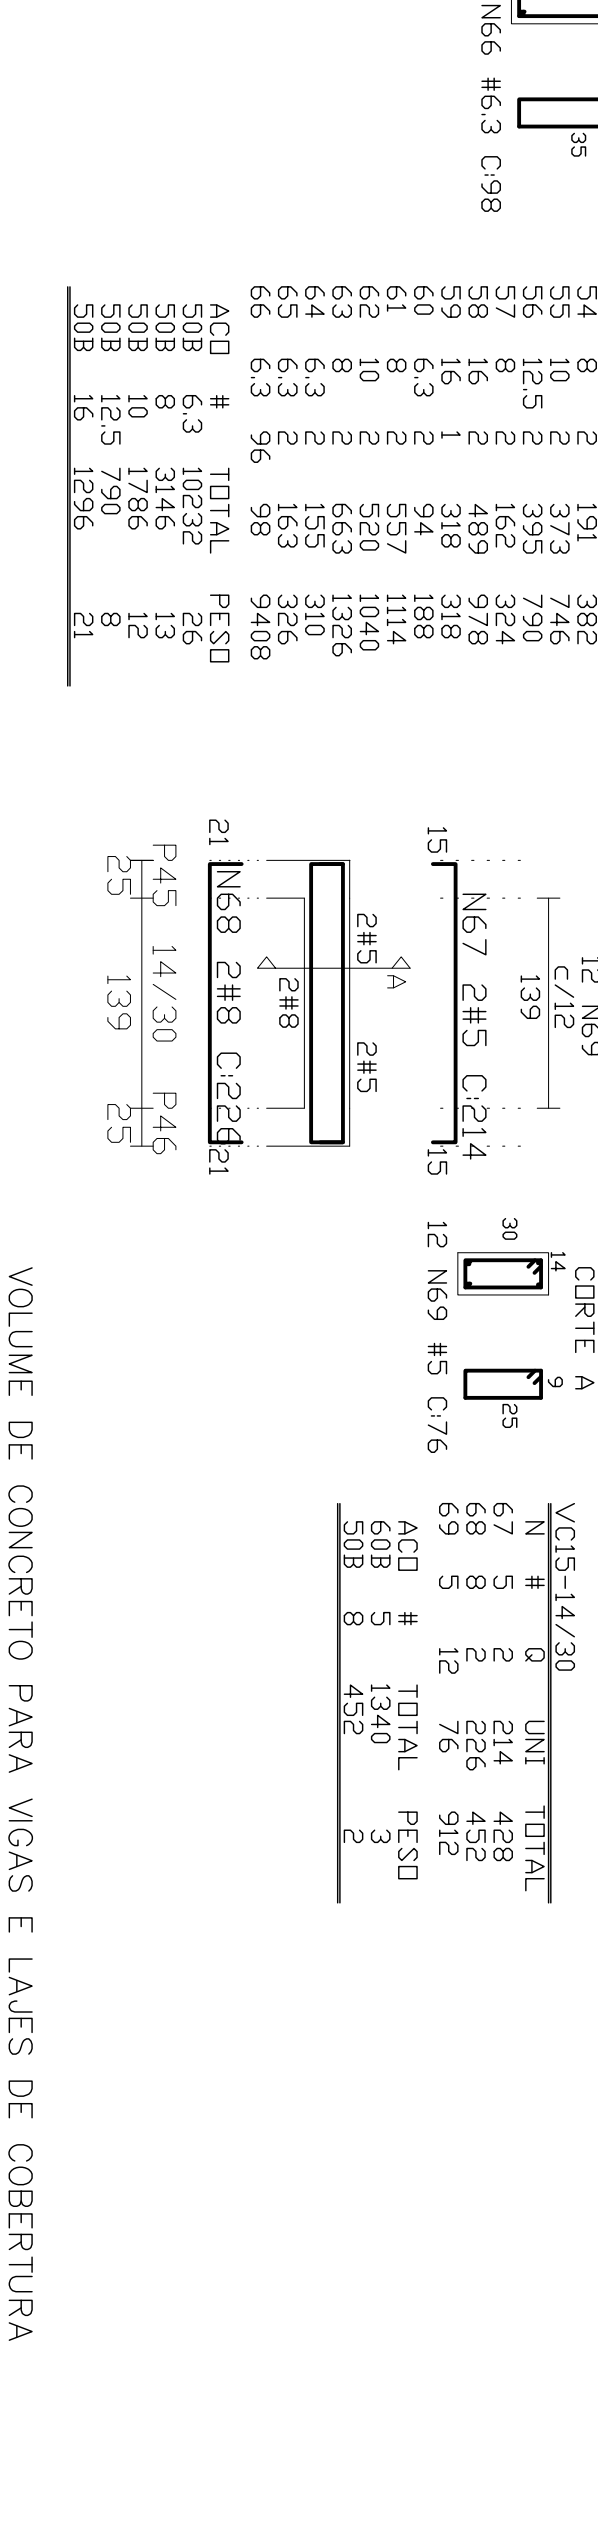 N66 #6,3 C:98
35
54 8 2 191 382
55 10 2 373 746
56 12,5 2 395 790
57 8 2 162 324
58 16 2 489 978
59 16 1 318 318
60 6,3 2 94 188
61 8 2 557 1114
62 10 2 520 1040
63 8 2 663 1326
64 6,3 2 155 310
65 6,3 2 163 326
66 6,3 96 98 9408
ACO # TOTAL PESO
50B 6,3 10232 26
50B 8 3146 13
50B 10 1786 12
50B 12,5 790 8
50B 16 1296 21
12 N69
c/12
139
N67 2#5 C:214
15 15
A
2#5 2#5
2#8
N68 2#8 C:226
21 21
P45 14/30 P46
25 139 25
CORTE A
14 9
30 25
12 N69 #5 C:76
VC15-14/30
N # Q UNI TOTAL
67 5 2 214 428
68 8 2 226 452
69 5 12 76 912
ACO # TOTAL PESO
60B 5 1340 3
50B 8 452 2
VOLUME DE CONCRETO PARA VIGAS E LAJES DE COBERTURA